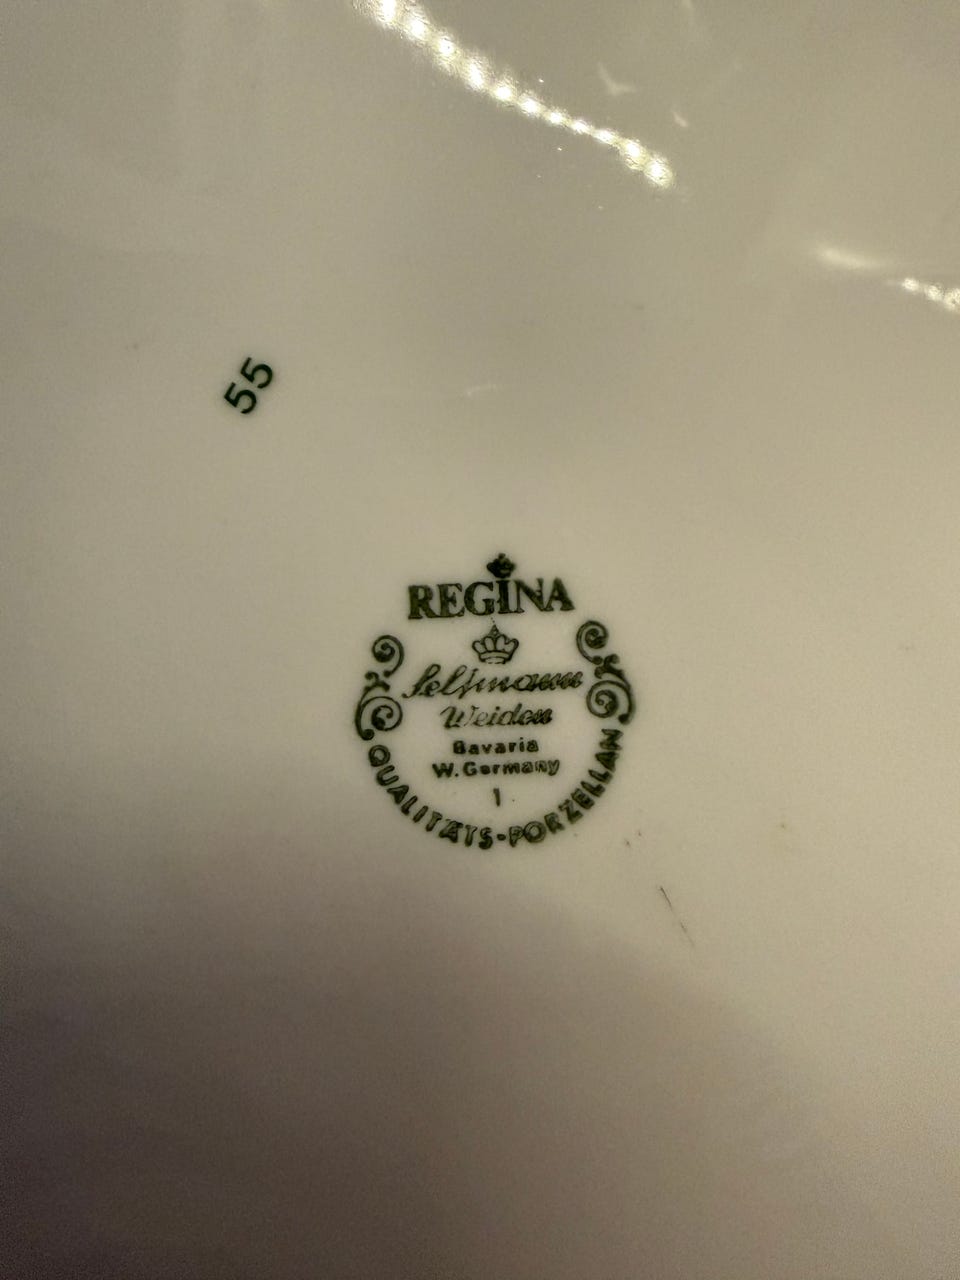 55
REGINA
Seltmann
Weiden
Bavaria
W. Germany
1
QUALITÄTS-PORZELLAN